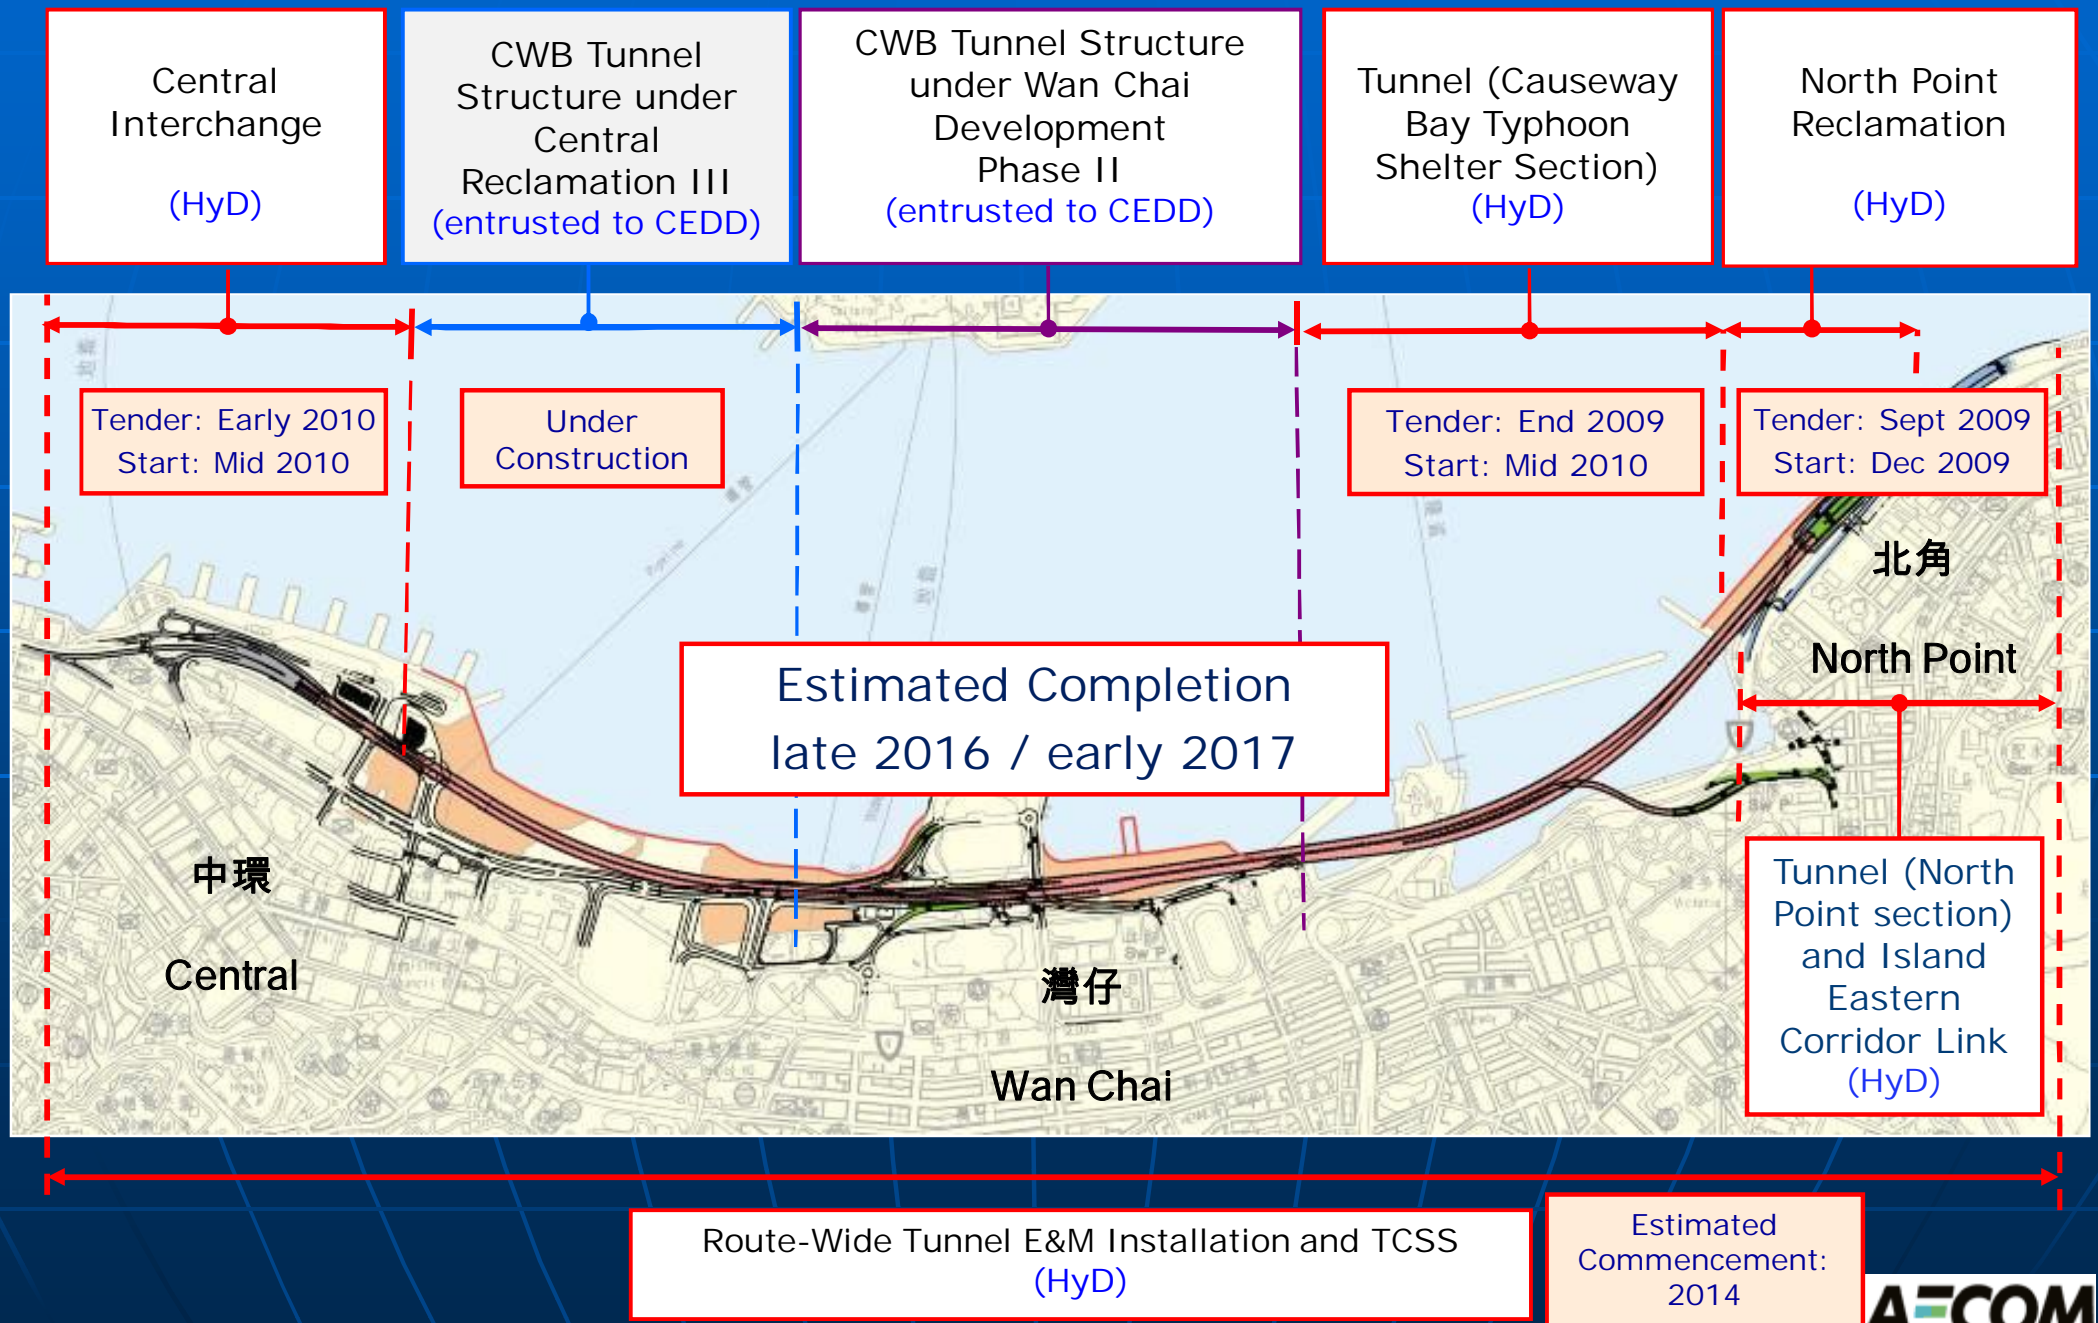 Central
Interchange
(HyD)
CWB Tunnel
Structure under
Central
Reclamation III
(entrusted to CEDD)
CWB Tunnel Structure
under Wan Chai
Development
Phase II
(entrusted to CEDD)
Tunnel (Causeway
Bay Typhoon
Shelter Section)
(HyD)
North Point
Reclamation
(HyD)
Tender: Early 2010
Start: Mid 2010
Under
Construction
Tender: End 2009
Start: Mid 2010
Tender: Sept 2009
Start: Dec 2009
北角
North Point
Estimated Completion
late 2016 / early 2017
中環
Central
灣仔
Wan Chai
Tunnel (North
Point section)
and Island
Eastern
Corridor Link
(HyD)
Route-Wide Tunnel E&M Installation and TCSS
(HyD)
Estimated
Commencement:
2014
AECOM